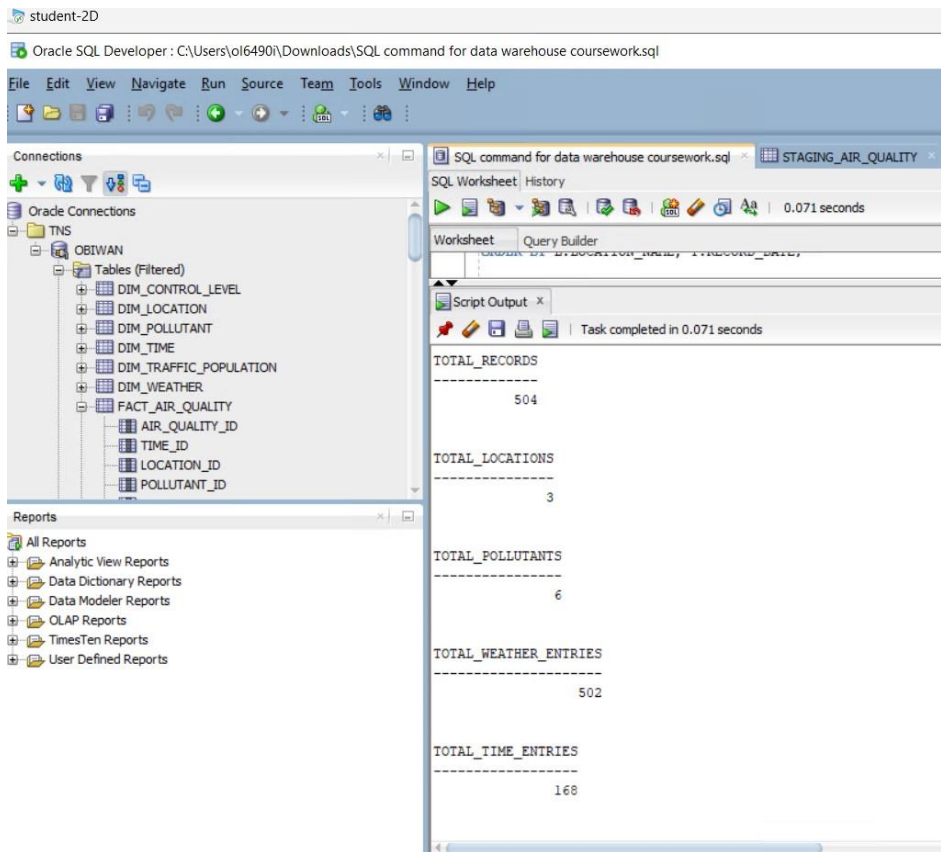 student-2D
Oracle SQL Developer : C:\Users\ol6490i\Downloads\SQL command for data warehouse coursework.sql
File Edit View Navigate Run Source Team Tools Window Help
Connections
Oracle Connections
TNS
OBIWAN
Tables (Filtered)
DIM_CONTROL_LEVEL
DIM_LOCATION
DIM_POLLUTANT
DIM_TIME
DIM_TRAFFIC_POPULATION
DIM_WEATHER
FACT_AIR_QUALITY
AIR_QUALITY_ID
TIME_ID
LOCATION_ID
POLLUTANT_ID
Reports
All Reports
Analytic View Reports
Data Dictionary Reports
Data Modeler Reports
OLAP Reports
TimesTen Reports
User Defined Reports
SQL command for data warehouse coursework.sql STAGING_AIR_QUALITY
SQL Worksheet History
0.071 seconds
Worksheet Query Builder
Script Output
Task completed in 0.071 seconds
TOTAL_RECORDS
-------------
504
TOTAL_LOCATIONS
---------------
3
TOTAL_POLLUTANTS
----------------
6
TOTAL_WEATHER_ENTRIES
---------------------
502
TOTAL_TIME_ENTRIES
------------------
168